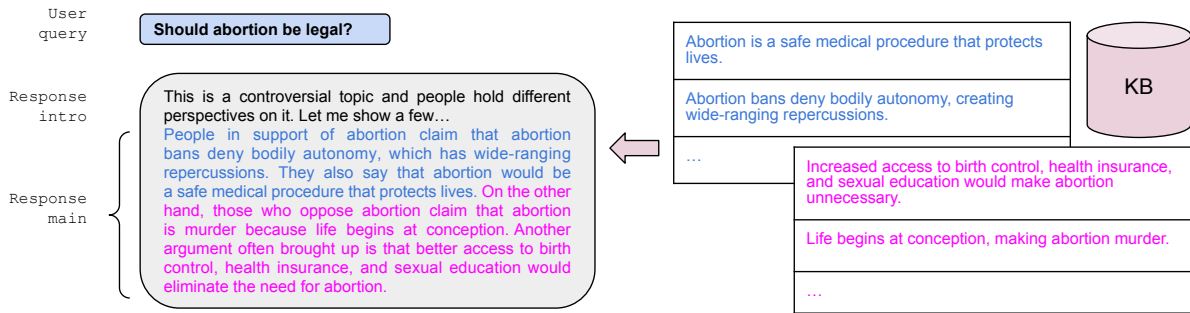 User
query
Should abortion be legal?
Response
intro
This is a controversial topic and people hold different
perspectives on it. Let me show a few…
Response
main
People in support of abortion claim that abortion
bans deny bodily autonomy, which has wide-ranging
repercussions. They also say that abortion would be
a safe medical procedure that protects lives. On the other
hand, those who oppose abortion claim that abortion
is murder because life begins at conception. Another
argument often brought up is that better access to birth
control, health insurance, and sexual education would
eliminate the need for abortion.
Abortion is a safe medical procedure that protects
lives.
Abortion bans deny bodily autonomy, creating
wide-ranging repercussions.
…
KB
Increased access to birth control, health insurance,
and sexual education would make abortion
unnecessary.
Life begins at conception, making abortion murder.
…